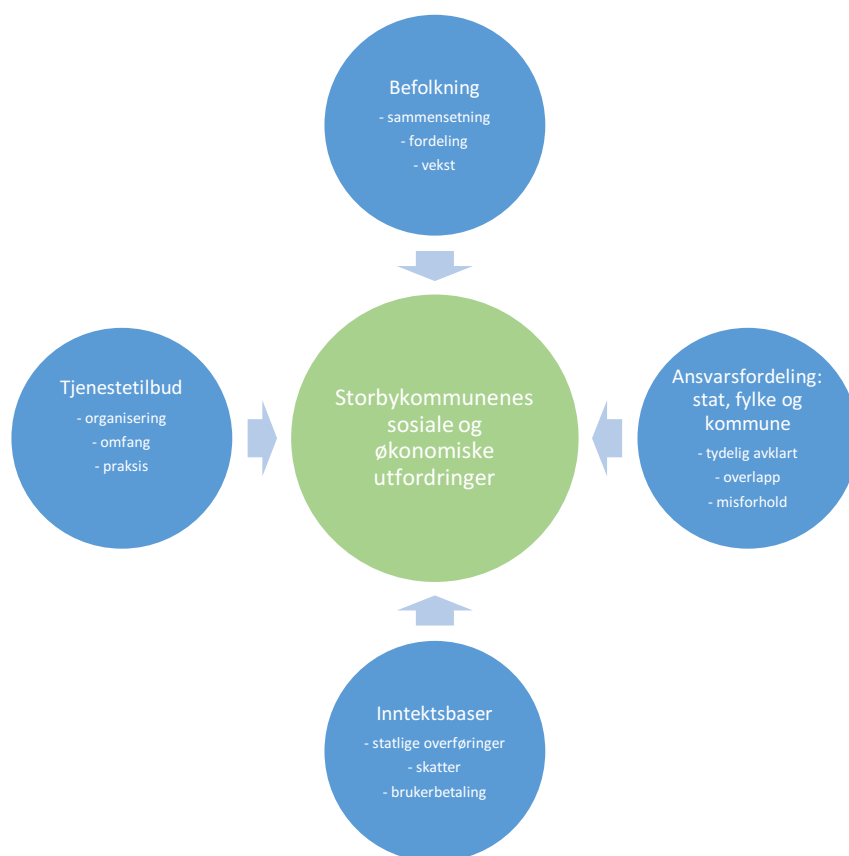 Befolkning
- sammensetning
- fordeling
- vekst
Tjenestetilbud
- organisering
- omfang
- praksis
Storbykommunenes
sosiale og
økonomiske
utfordringer
Ansvarsfordeling:
stat, fylke og
kommune
- tydelig avklart
- overlapp
- misforhold
Inntektsbaser
- statlige overføringer
- skatter
- brukerbetaling